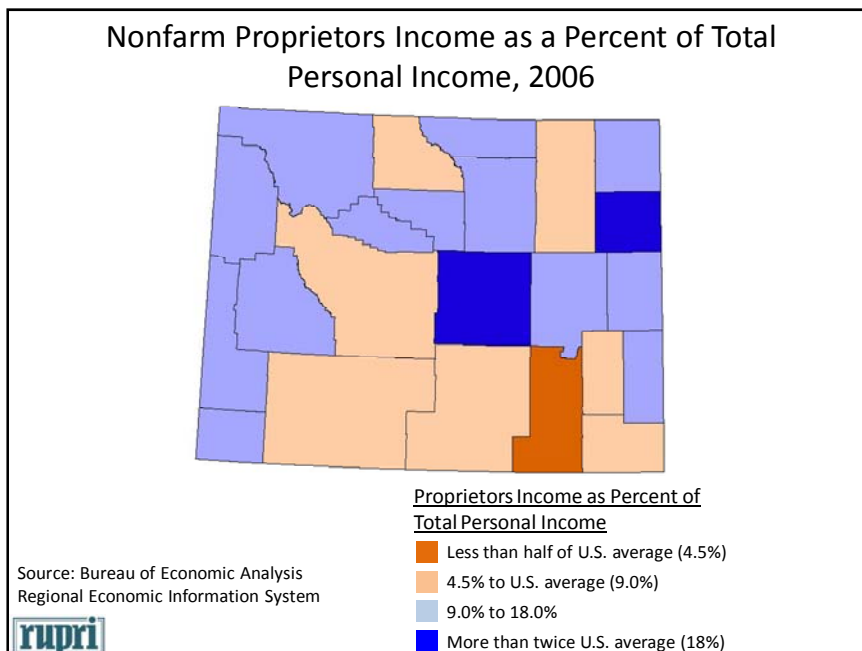 Nonfarm Proprietors Income as a Percent of Total
Personal Income, 2006
Proprietors Income as Percent of
Total Personal Income
Less than half of U.S. average (4.5%)
4.5% to U.S. average (9.0%)
9.0% to 18.0%
More than twice U.S. average (18%)
Source: Bureau of Economic Analysis
Regional Economic Information System
rupri